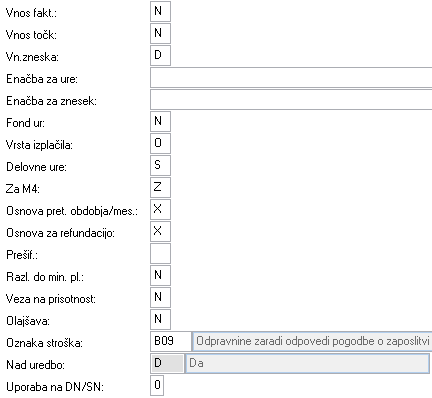 Vnos fakt.: N
Vnos točk: N
Vn.zneska: D
Enačba za ure:
Enačba za znesek:
Fond ur: N
Vrsta izplačila: O
Delovne ure: S
Za M4: Z
Osnova pret. obdobja/mes.: X
Osnova za refundacijo: X
Prešif.:
Razl. do min. pl.: N
Veza na prisotnost: N
Olajšava: N
Oznaka stroška: B09 Odpravnine zaradi odpovedi pogodbe o zaposlitvi
Nad uredbo: D Da
Uporaba na DN/SN: 0